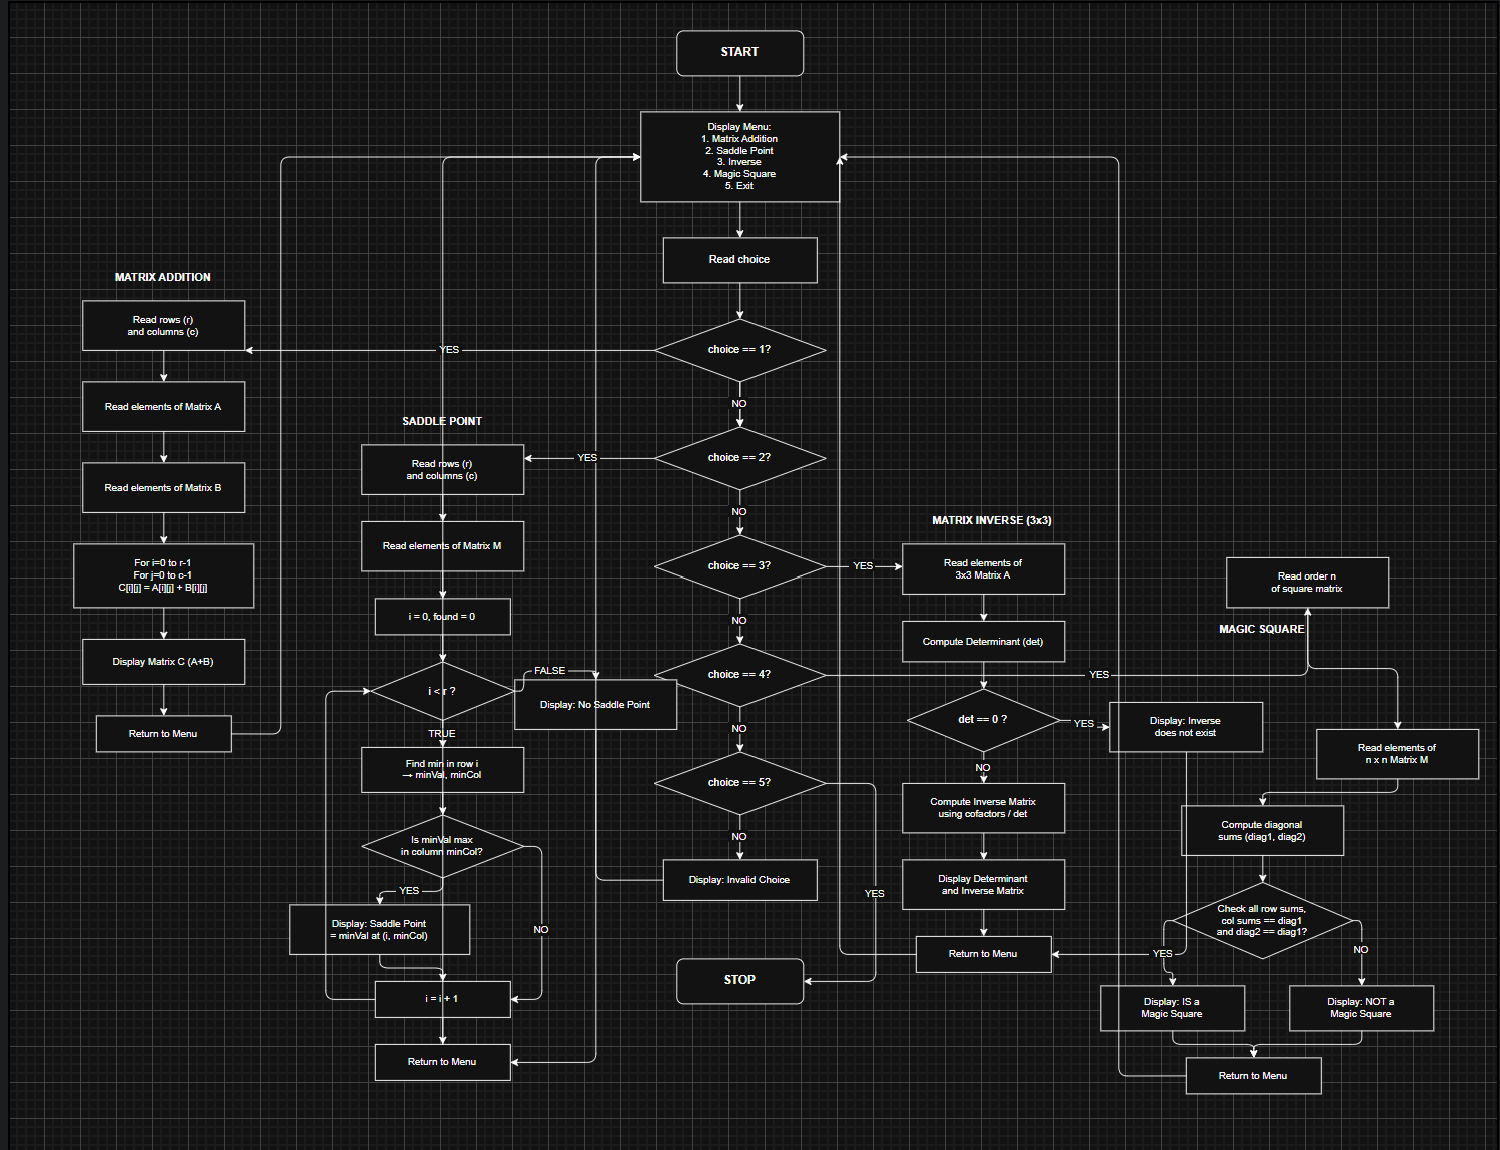 START
Display Menu:
1. Matrix Addition
2. Saddle Point
3. Inverse
4. Magic Square
5. Exit
Read choice
choice == 1?
YES
NO
choice == 2?
YES
NO
choice == 3?
YES
NO
choice == 4?
YES
NO
choice == 5?
YES
NO
Display: Invalid Choice
STOP
MATRIX ADDITION
Read rows (r)
and columns (c)
Read elements of Matrix A
Read elements of Matrix B
For i=0 to r-1
For j=0 to c-1
C[i][j] = A[i][j] + B[i][j]
Display Matrix C (A+B)
Return to Menu
SADDLE POINT
Read rows (r)
and columns (c)
Read elements of Matrix M
i = 0, found = 0
i < r ?
FALSE
Display: No Saddle Point
TRUE
Find min in row i
→ minVal, minCol
Is minVal max
in column minCol?
YES
NO
Display: Saddle Point
= minVal at (i, minCol)
i = i + 1
Return to Menu
MATRIX INVERSE (3x3)
Read elements of
3x3 Matrix A
Compute Determinant (det)
det == 0 ?
YES
Display: Inverse
does not exist
NO
Compute Inverse Matrix
using cofactors / det
Display Determinant
and Inverse Matrix
Return to Menu
Read order n
of square matrix
MAGIC SQUARE
Read elements of
n x n Matrix M
Compute diagonal
sums (diag1, diag2)
Check all row sums,
col sums == diag1
and diag2 == diag1?
YES
NO
Display: IS a
Magic Square
Display: NOT a
Magic Square
Return to Menu